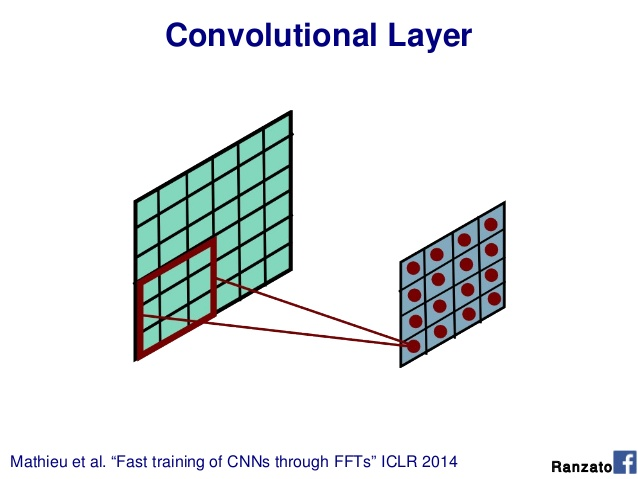 Convolutional Layer
Mathieu et al. “Fast training of CNNs through FFTs” ICLR 2014
Ranzato